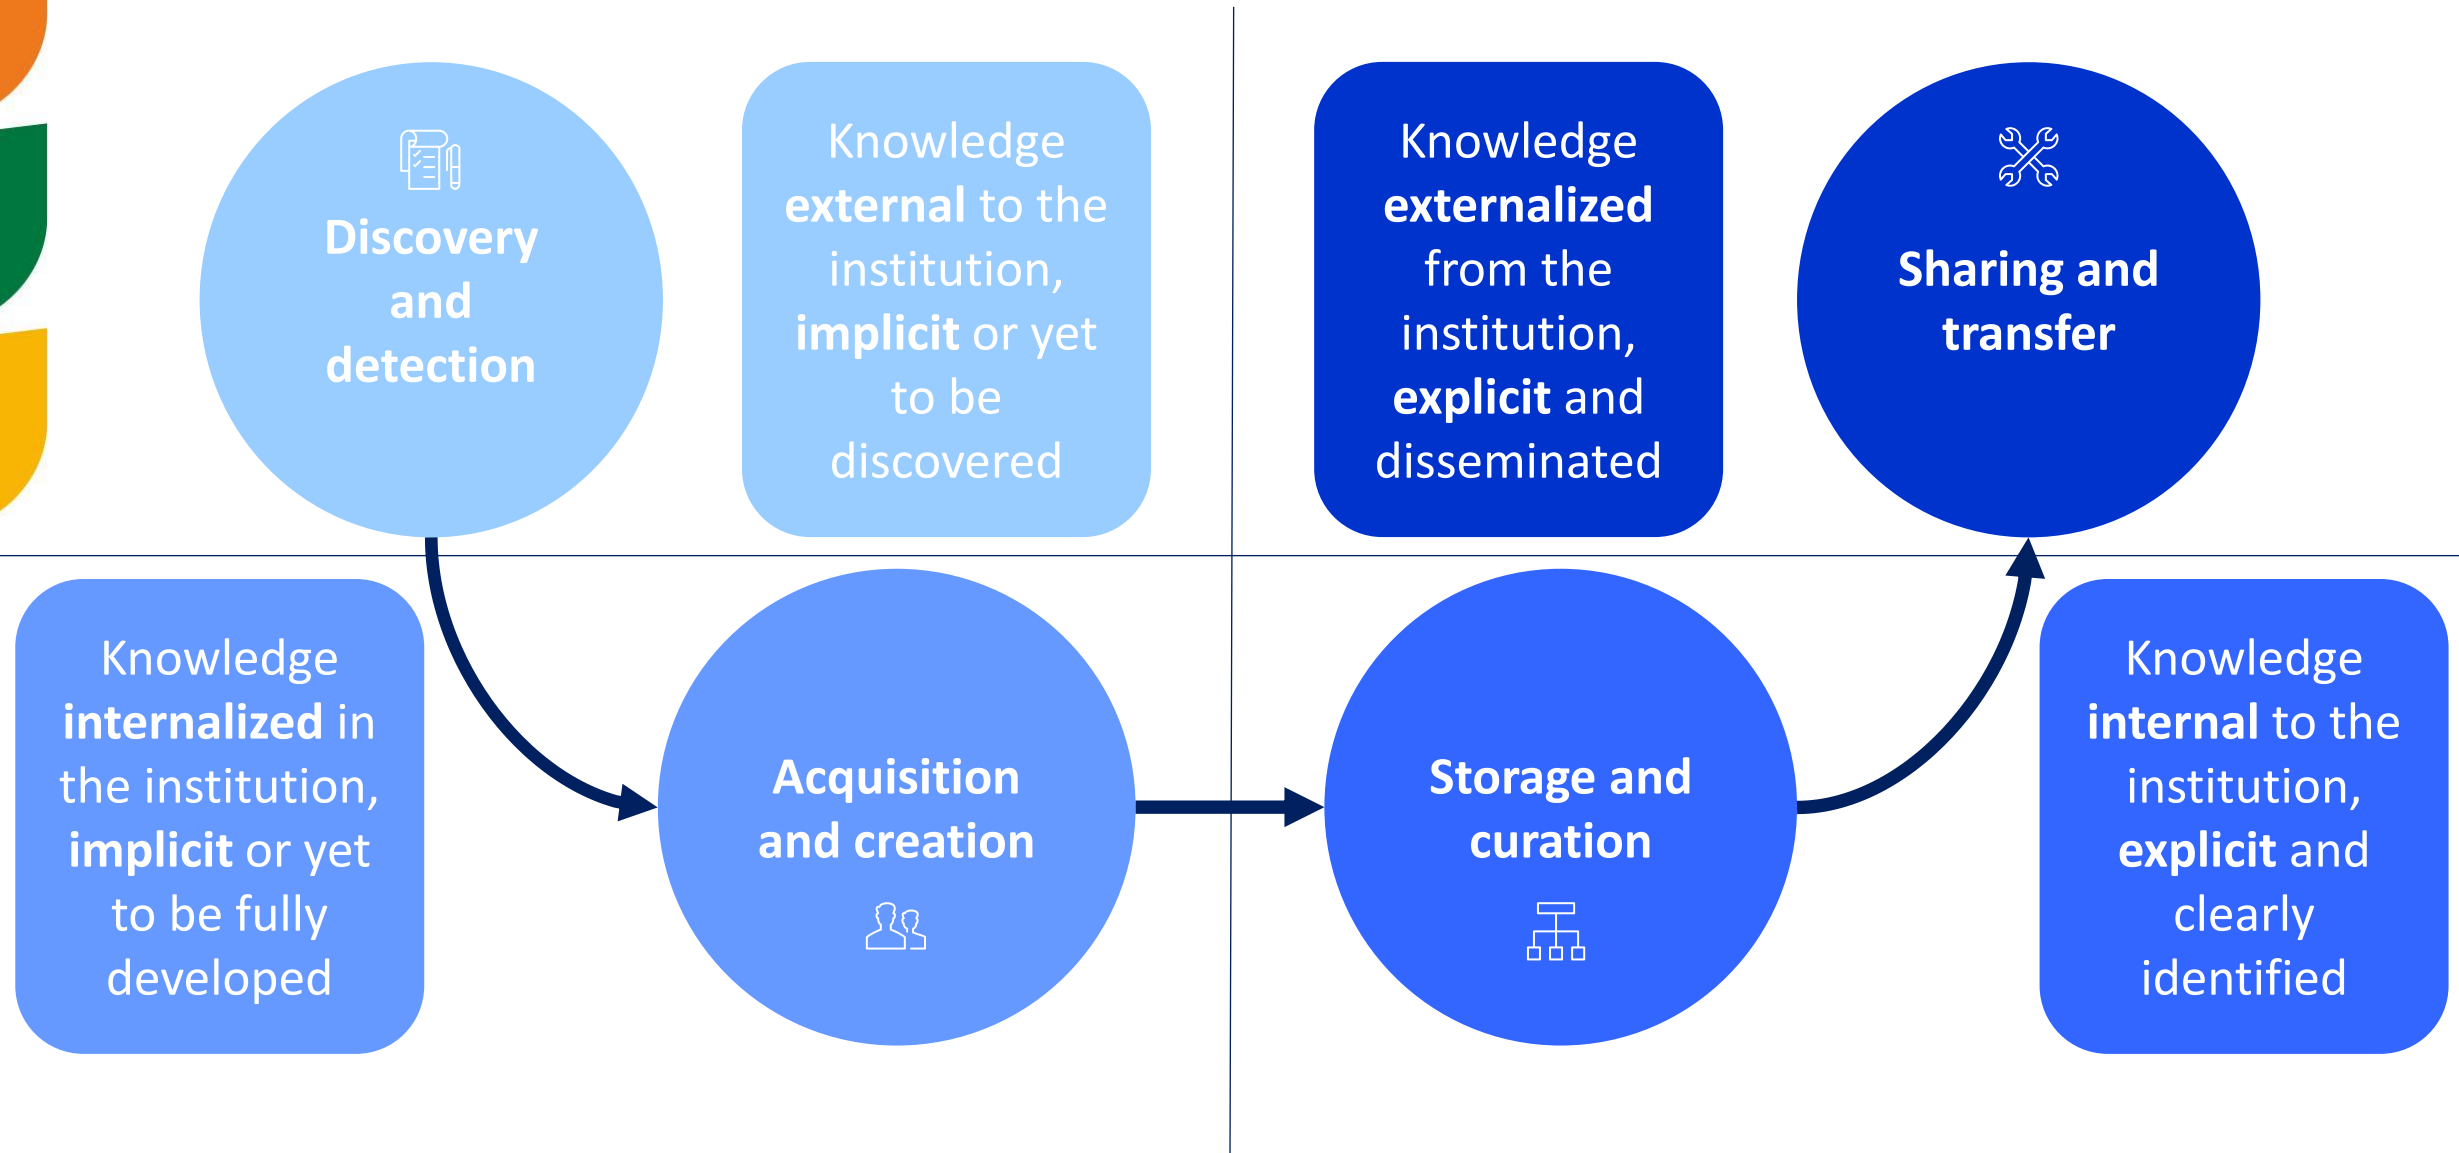 Discovery
and
detection
Knowledge
external to the
institution,
implicit or yet
to be
discovered
Knowledge
externalized
from the
institution,
explicit and
disseminated
Sharing and
transfer
Knowledge
internalized in
the institution,
implicit or yet
to be fully
developed
Acquisition
and creation
Storage and
curation
Knowledge
internal to the
institution,
explicit and
clearly
identified